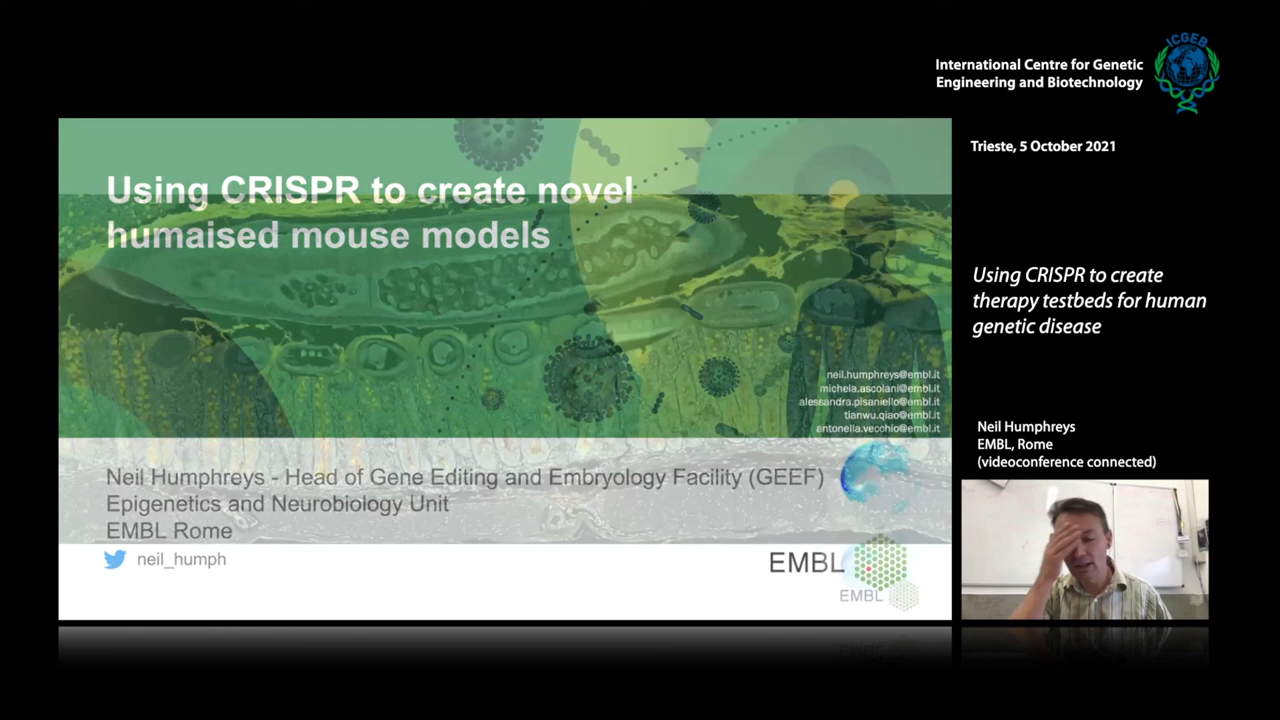 ICGEB
International Centre for Genetic
Engineering and Biotechnology
Trieste, 5 October 2021
Using CRISPR to create novel
humaised mouse models
neil.humphreys@embl.it
michela.ascolani@embl.it
alessandra.pisaniello@embl.it
tianwu.qiao@embl.it
antonella.vecchio@embl.it
Neil Humphreys - Head of Gene Editing and Embryology Facility (GEEF)
Epigenetics and Neurobiology Unit
EMBL Rome
neil_humph
EMBL
EMBL
Using CRISPR to create
therapy testbeds for human
genetic disease
Neil Humphreys
EMBL, Rome
(videoconference connected)